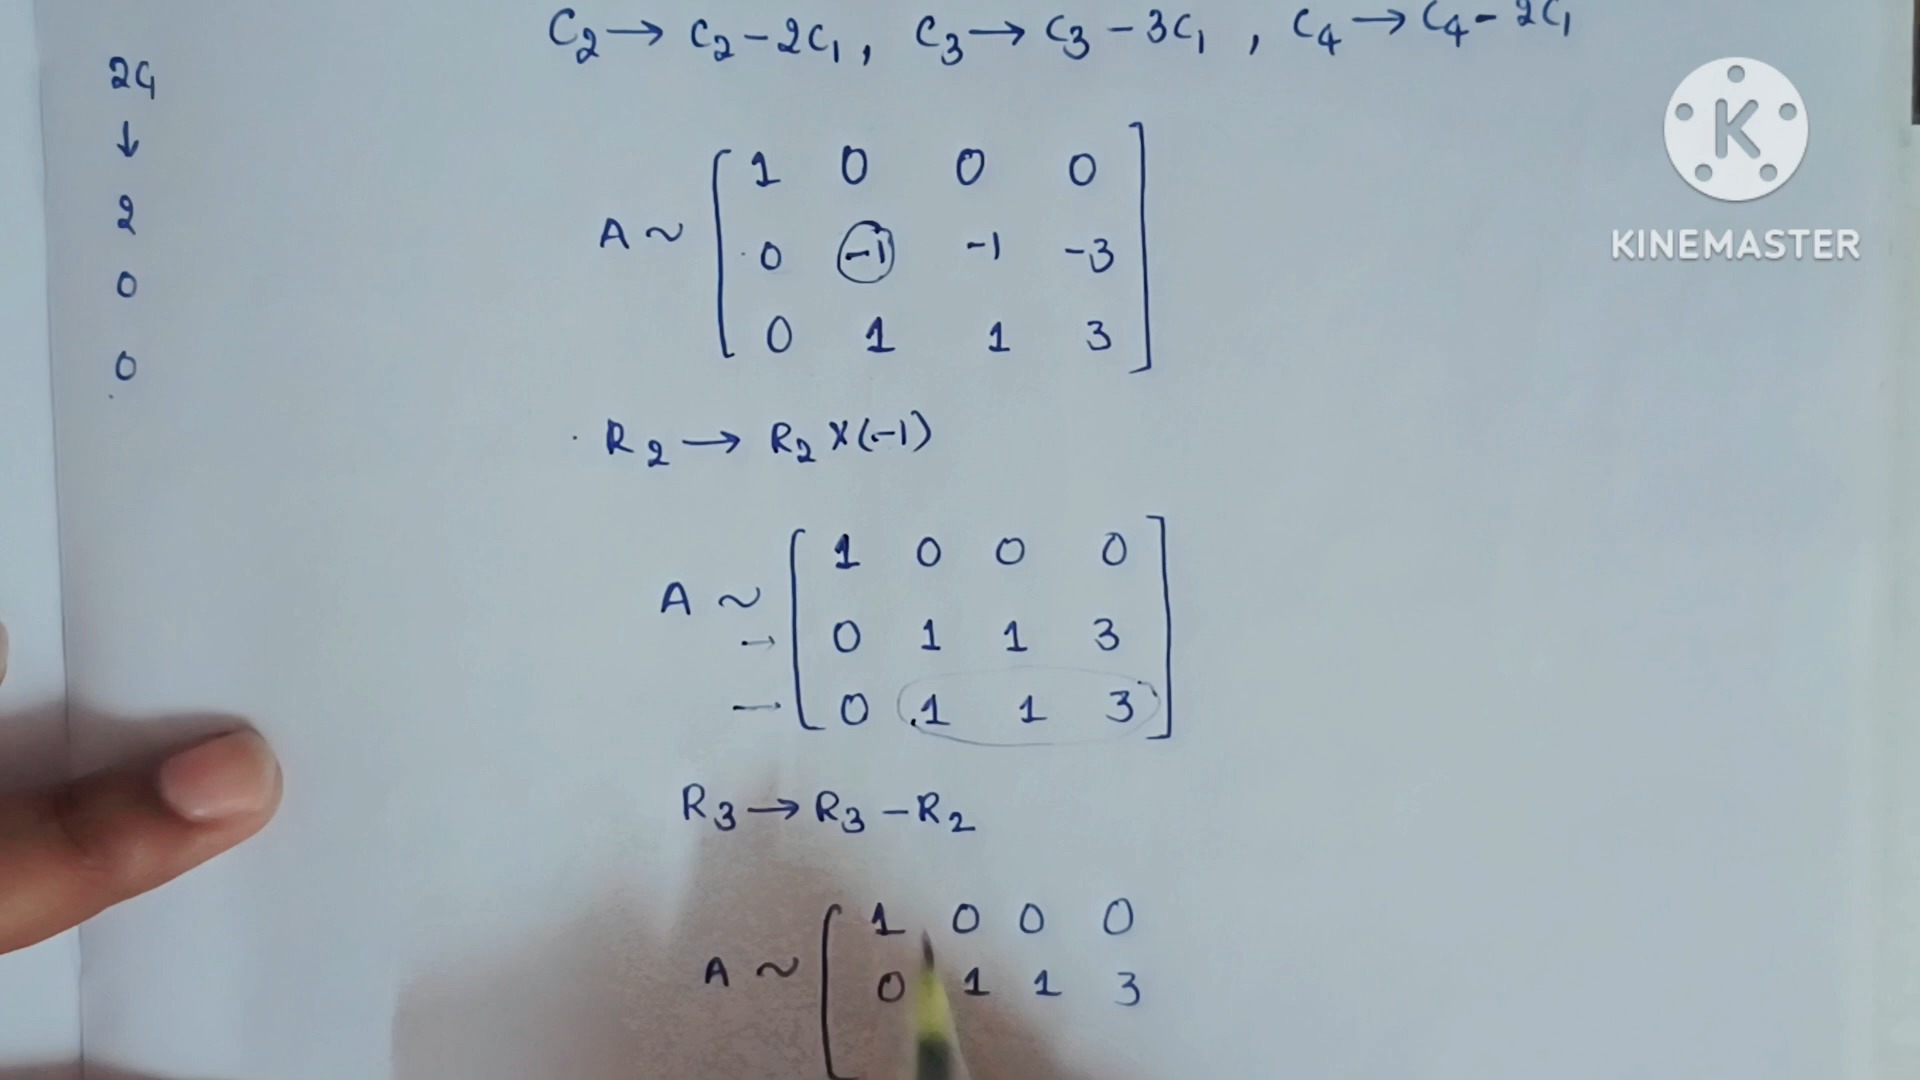 C2 → C2 - 2C1, C3 → C3 - 3C1, C4 → C4 - 2C1
2C1
↓
2
0
0
A ~ [ 1 0 0 0
0 -1 -1 -3
0 1 1 3 ]
R2 → R2 X (-1)
A ~ [ 1 0 0 0
→ 0 1 1 3
→ 0 1 1 3 ]
R3 → R3 - R2
A ~ [ 1 0 0 0
0 1 1 3
K
KINEMASTER